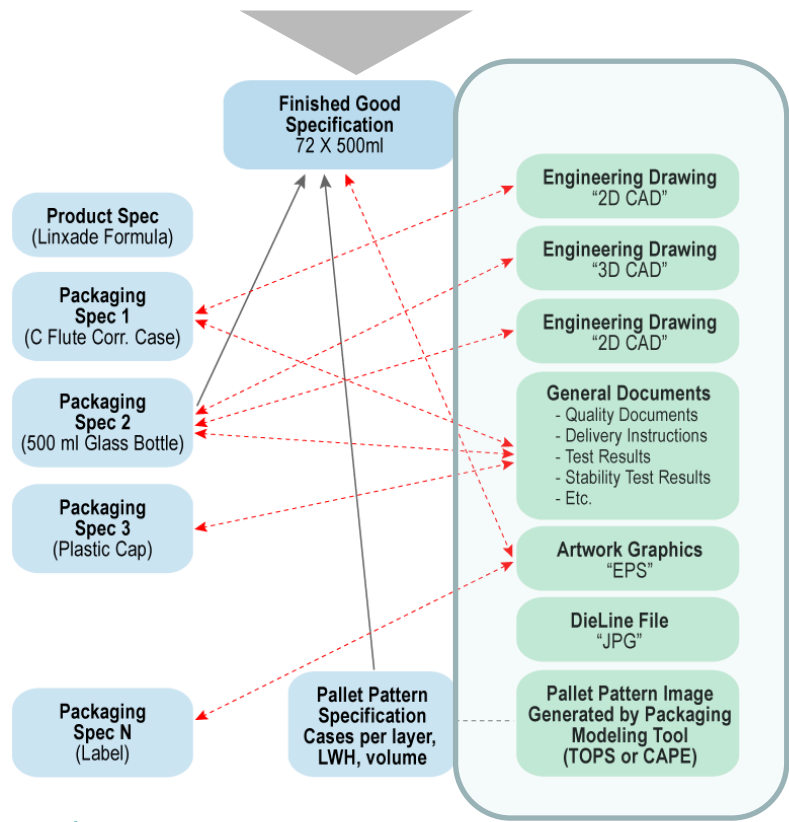 Finished Good
Specification
72 X 500ml
Product Spec
(Linxade Formula)
Packaging
Spec 1
(C Flute Corr. Case)
Packaging
Spec 2
(500 ml Glass Bottle)
Packaging
Spec 3
(Plastic Cap)
Packaging
Spec N
(Label)
Pallet Pattern
Specification
Cases per layer,
LWH, volume
Engineering Drawing
“2D CAD”
Engineering Drawing
“3D CAD”
Engineering Drawing
“2D CAD”
General Documents
- Quality Documents
- Delivery Instructions
- Test Results
- Stability Test Results
- Etc.
Artwork Graphics
“EPS”
DieLine File
“JPG”
Pallet Pattern Image
Generated by Packaging
Modeling Tool
(TOPS or CAPE)